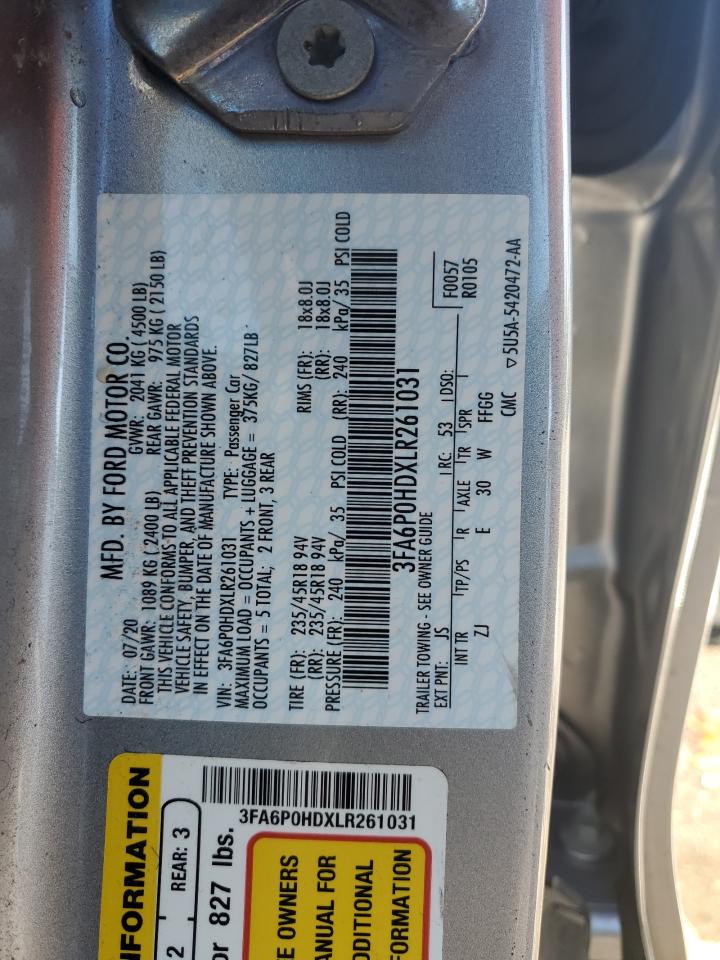 MFD. BY FORD MOTOR CO.
DATE: 07/20 GVWR: 2041 KG ( 4500 LB)
FRONT GAWR: 1089 KG ( 2400 LB) REAR GAWR: 975 KG ( 2150 LB)
THIS VEHICLE CONFORMS TO ALL APPLICABLE FEDERAL MOTOR
VEHICLE SAFETY, BUMPER, AND THEFT PREVENTION STANDARDS
IN EFFECT ON THE DATE OF MANUFACTURE SHOWN ABOVE.
VIN: 3FA6P0HDXLR261031 TYPE: Passenger Car
MAXIMUM LOAD = OCCUPANTS + LUGGAGE = 375KG/ 827LB
OCCUPANTS = 5 TOTAL; 2 FRONT, 3 REAR
TIRE (FR): 235/45R18 94V RIMS (FR): 18x8.0J
(RR): 235/45R18 94V (RR): 18x8.0J
PRESSURE (FR): 240 kPa/ 35 PSI COLD (RR): 240 kPa/ 35 PSI COLD
3FA6P0HDXLR261031
TRAILER TOWING - SEE OWNER GUIDE
EXT PNT: JS RC: 53 DSO: F0057
R0105
INT TR TP/PS R AXLE TR SPR
ZJ E 30 W FFGG
CMC ▽5U5A-5420472-AA
NFORMATION
2 REAR: 3
or 827 lbs.
3FA6P0HDXLR261031
E OWNERS
ANUAL FOR
DDITIONAL
FORMATION